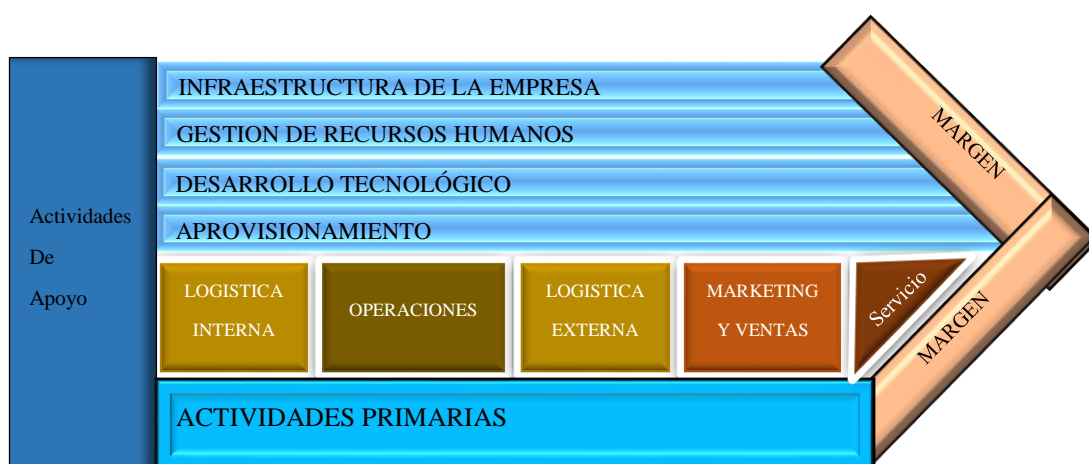 INFRAESTRUCTURA DE LA EMPRESA
GESTION DE RECURSOS HUMANOS
DESARROLLO TECNOLÓGICO
APROVISIONAMIENTO
MARGEN
Actividades
De
Apoyo
LOGISTICA
INTERNA
OPERACIONES
LOGISTICA
EXTERNA
MARKETING
Y VENTAS
Servicio
MARGEN
ACTIVIDADES PRIMARIAS